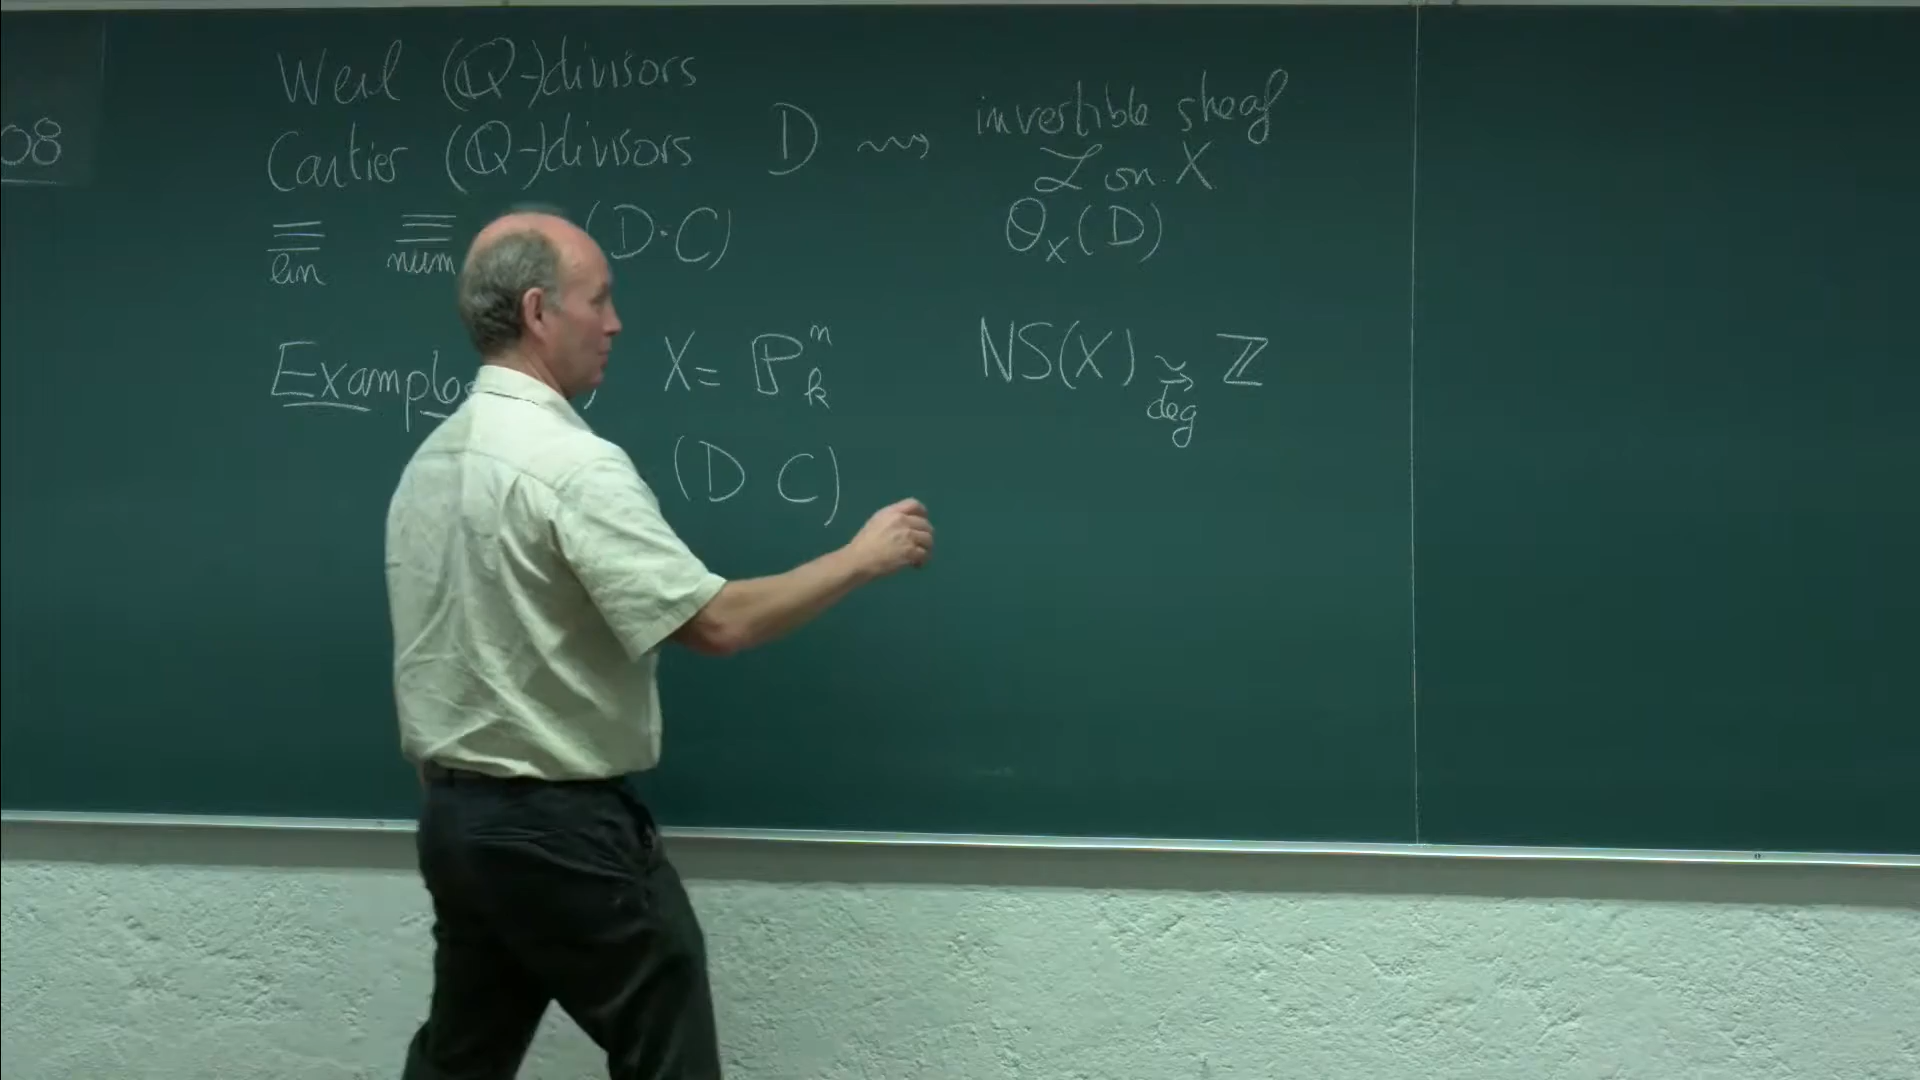 08
Weil (ℚ-)divisors
Cartier (ℚ-)divisors D ⇝ invertible sheaf
ℒ on X
≡ lin ≡ num (D·C) 𝒪_X(D)
Example X = ℙ^n_k NS(X) ⥲ deg ℤ
(D C)